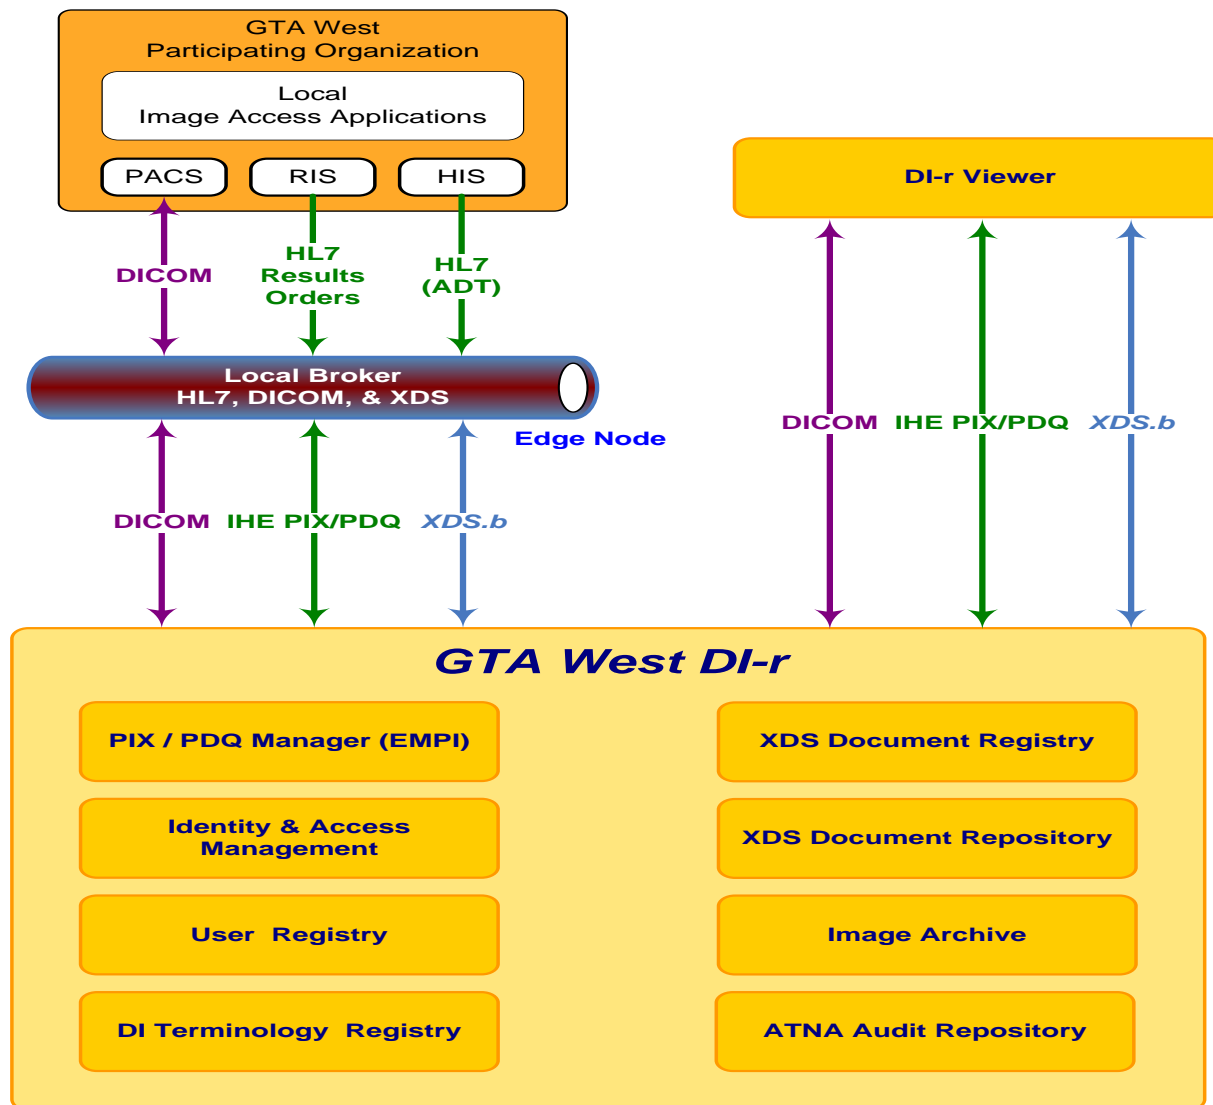 GTA West
Participating Organization
Local
Image Access Applications
PACS
RIS
HIS
DI-r Viewer
DICOM
HL7
Results
Orders
HL7
(ADT)
Local Broker
HL7, DICOM, & XDS
Edge Node
DICOM
IHE PIX/PDQ
XDS.b
DICOM
IHE PIX/PDQ
XDS.b
GTA West DI-r
PIX / PDQ Manager (EMPI)
Identity & Access
Management
User Registry
DI Terminology Registry
XDS Document Registry
XDS Document Repository
Image Archive
ATNA Audit Repository